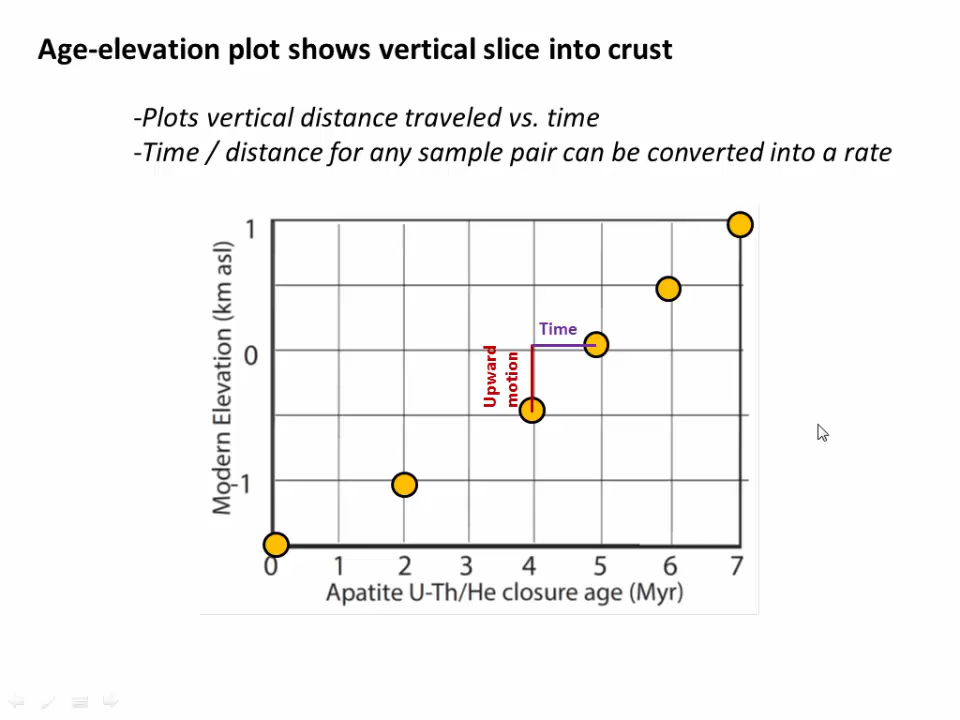 Age-elevation plot shows vertical slice into crust
-Plots vertical distance traveled vs. time
-Time / distance for any sample pair can be converted into a rate
Modern Elevation (km asl)
1
0
-1
Time
Upward
motion
0 1 2 3 4 5 6 7
Apatite U-Th/He closure age (Myr)